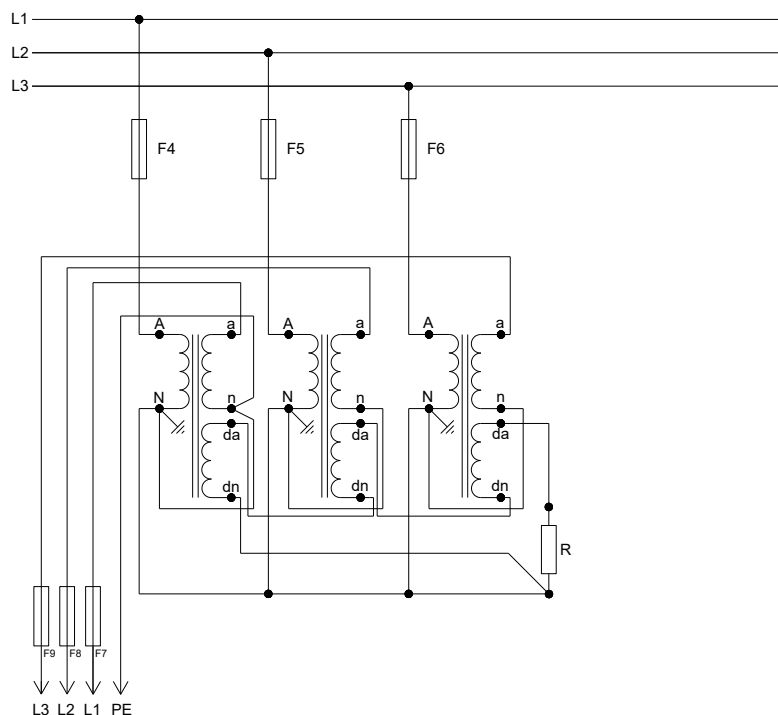 L1
L2
L3
F4 F5 F6
A a A a A a
N n N n N n
da da da
dn dn dn
R
F9 F8 F7
L3 L2 L1 PE